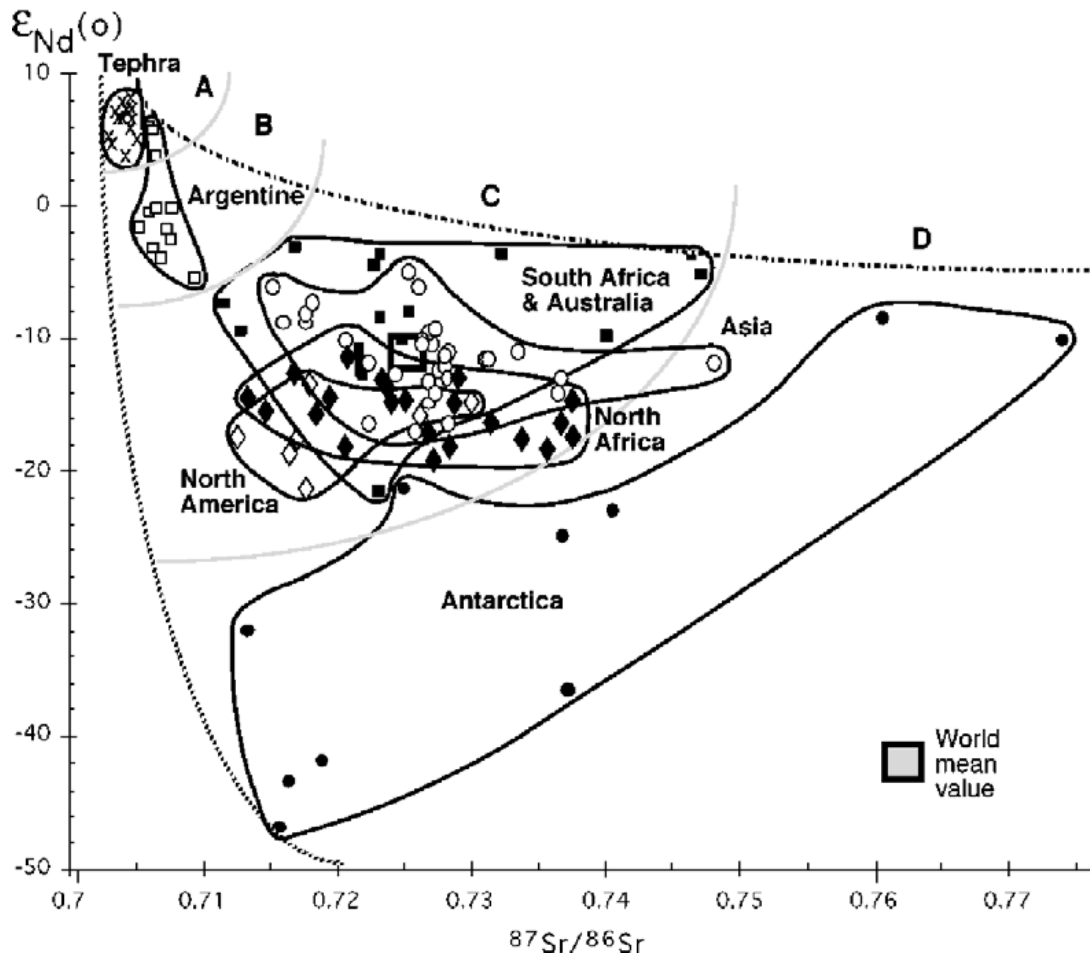 εNd(o)
Tephra
A
B
C
D
Argentine
South Africa
& Australia
Asia
North
Africa
North
America
Antarctica
World
mean
value
10
0
-10
-20
-30
-40
-50
0.7
0.71
0.72
0.73
0.74
0.75
0.76
0.77
⁸⁷Sr/⁸⁶Sr